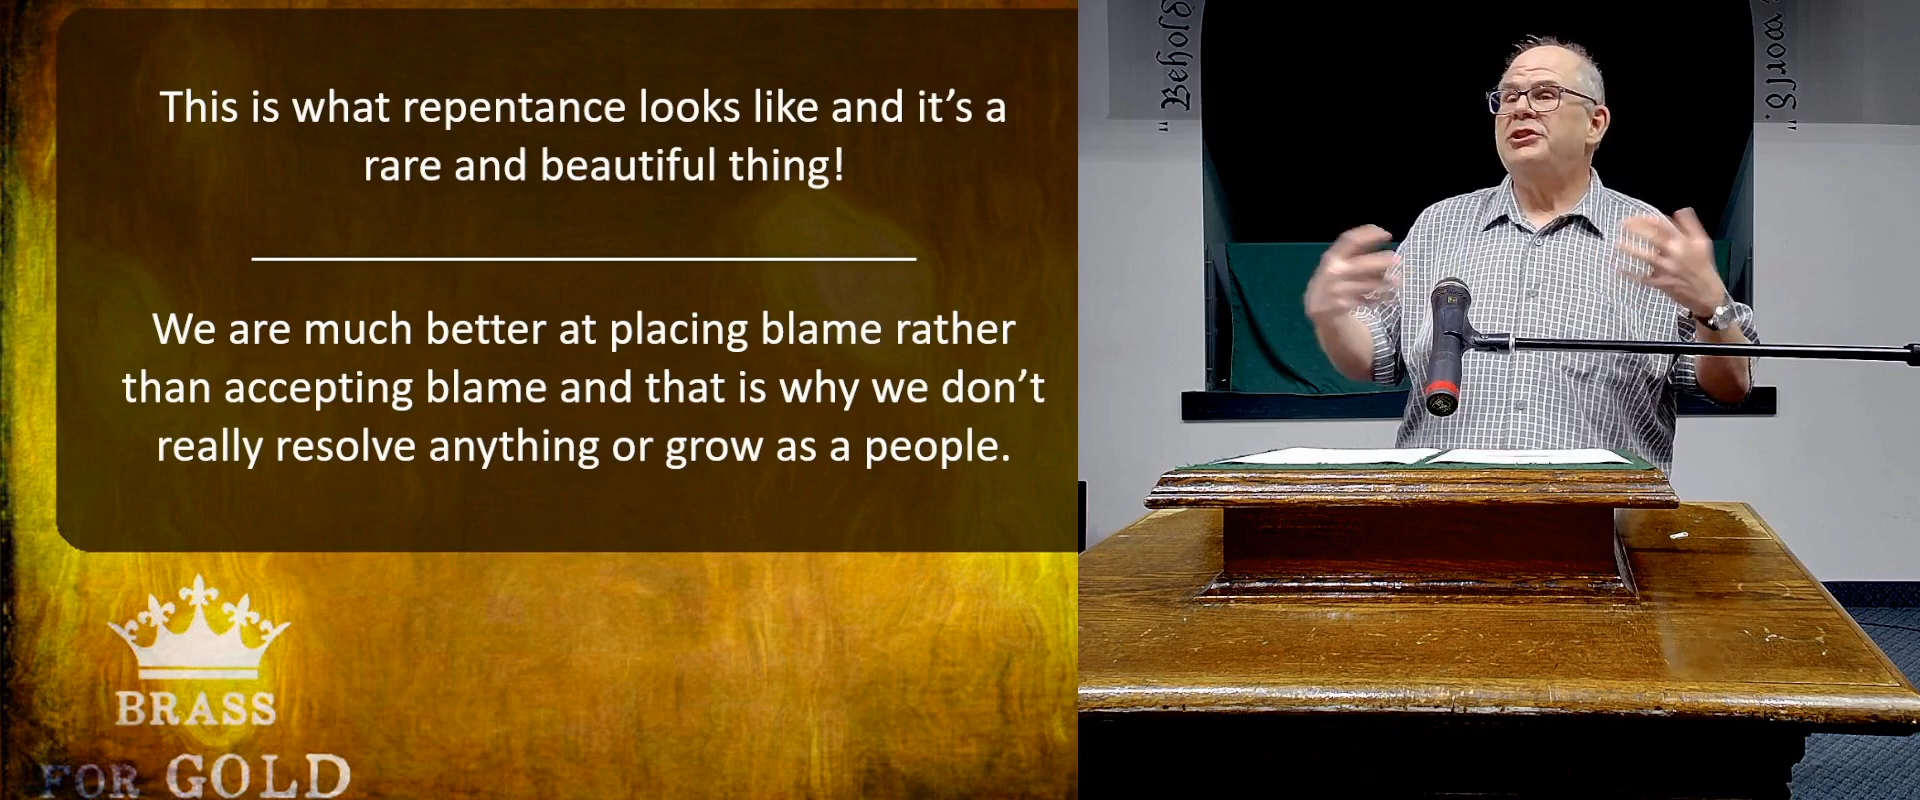 This is what repentance looks like and it’s a
rare and beautiful thing!
We are much better at placing blame rather
than accepting blame and that is why we don’t
really resolve anything or grow as a people.
BRASS
FOR GOLD
"Behold
world."